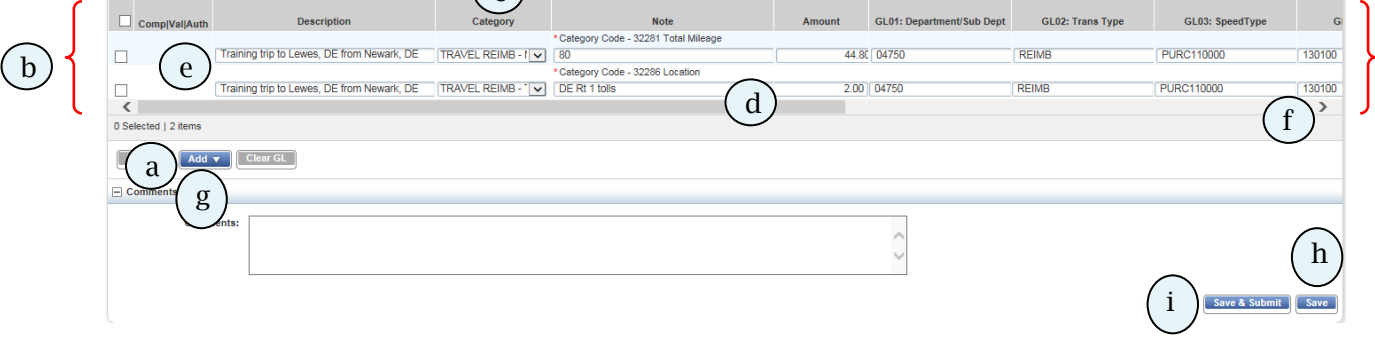 Comp|Val|Auth Description Category Note Amount GL01: Department/Sub Dept GL02: Trans Type GL03: SpeedType
* Category Code - 32281 Total Mileage
b e Training trip to Lewes, DE from Newark, DE TRAVEL REIMB - 80 44.80 04750 REIMB PURC110000 130100
* Category Code - 32286 Location
Training trip to Lewes, DE from Newark, DE TRAVEL REIMB - DE Rt 1 tolls d 2.00 04750 REIMB PURC110000 130100
f
0 Selected | 2 items
a Add Clear GL
Comments g
h
i Save & Submit Save